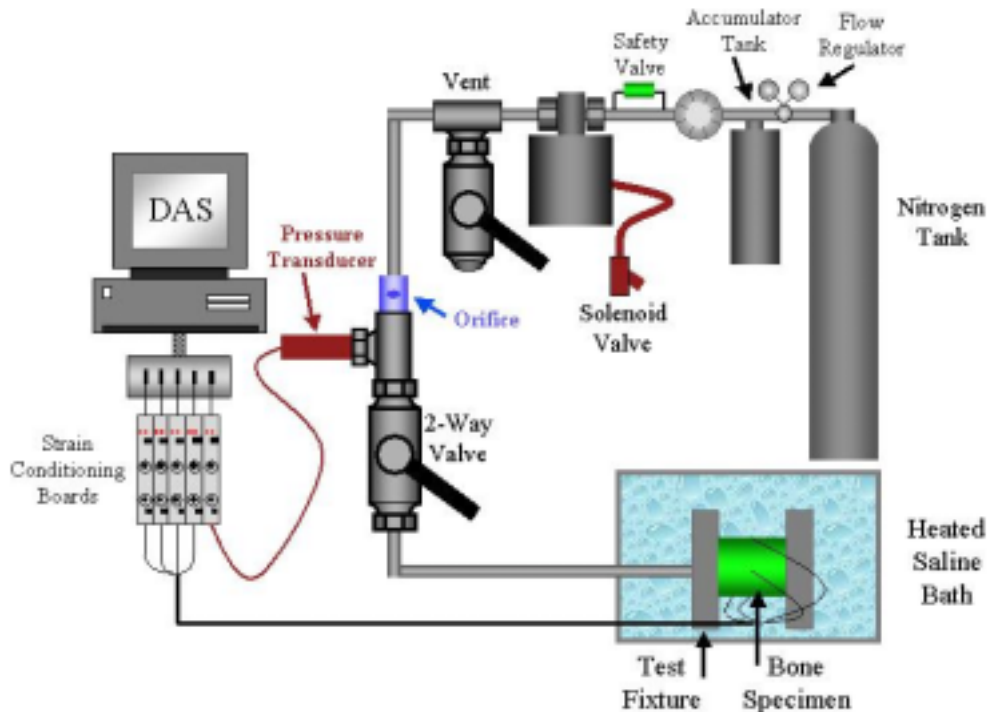 Accumulator
Tank
Flow
Regulator
Safety
Valve
Vent
DAS
Nitrogen
Tank
Pressure
Transducer
Orifice
Solenoid
Valve
2-Way
Valve
Strain
Conditioning
Boards
Heated
Saline
Bath
Test
Fixture
Bone
Specimen